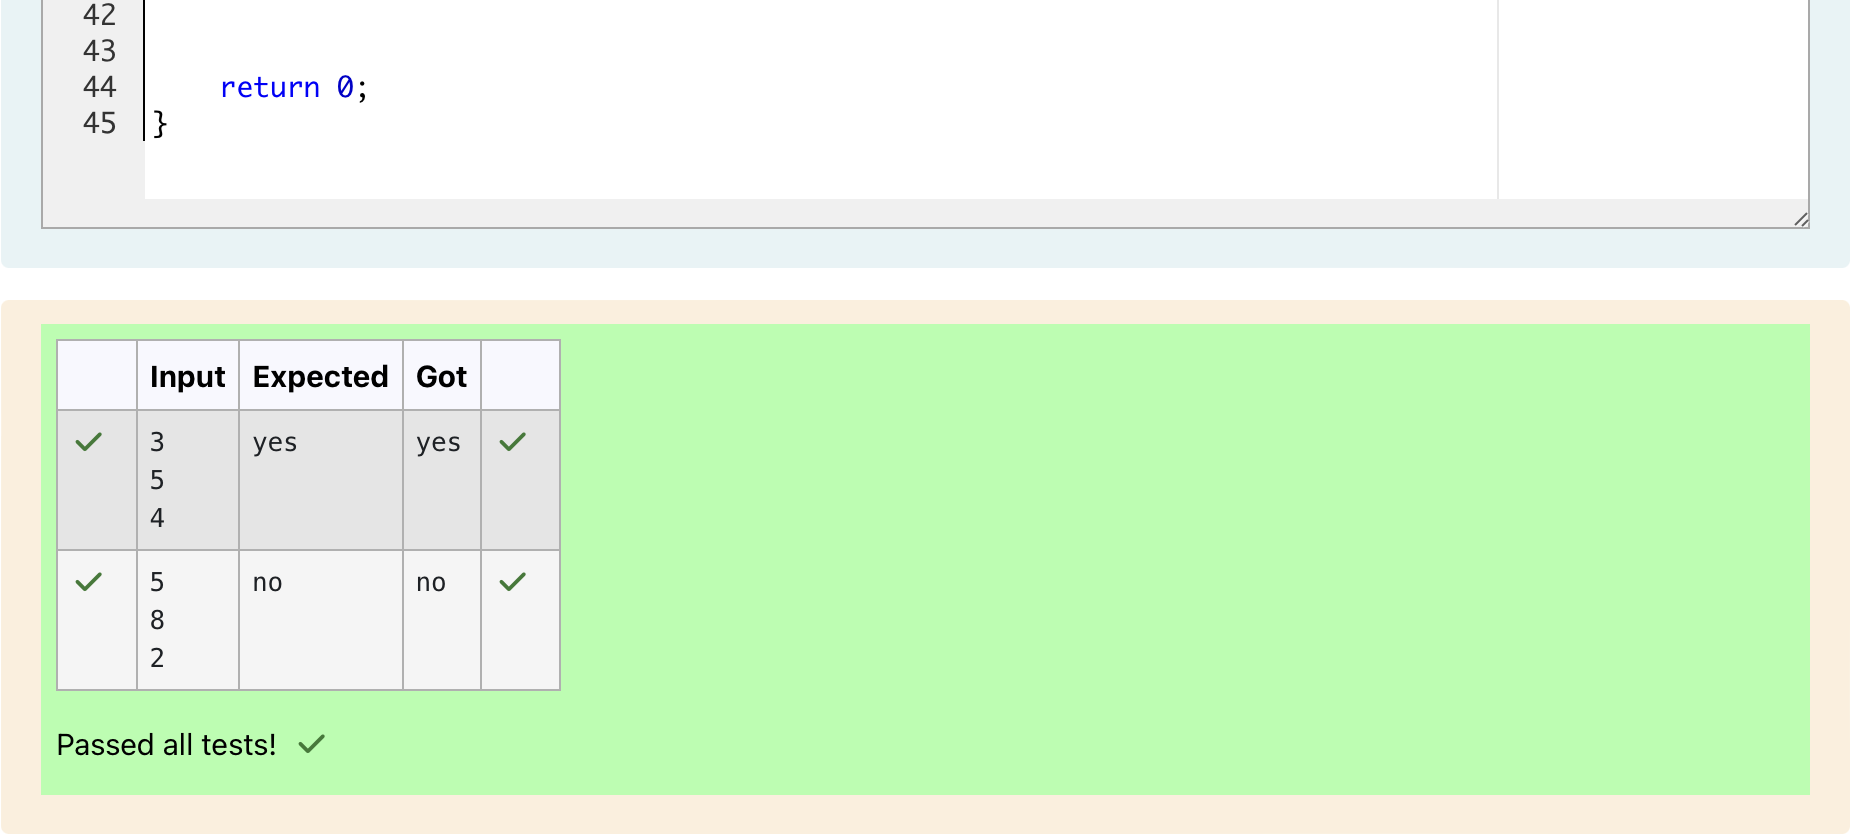 42
43
44 return 0;
45 }
Input Expected Got
3 yes yes
5
4
5 no no
8
2
Passed all tests!